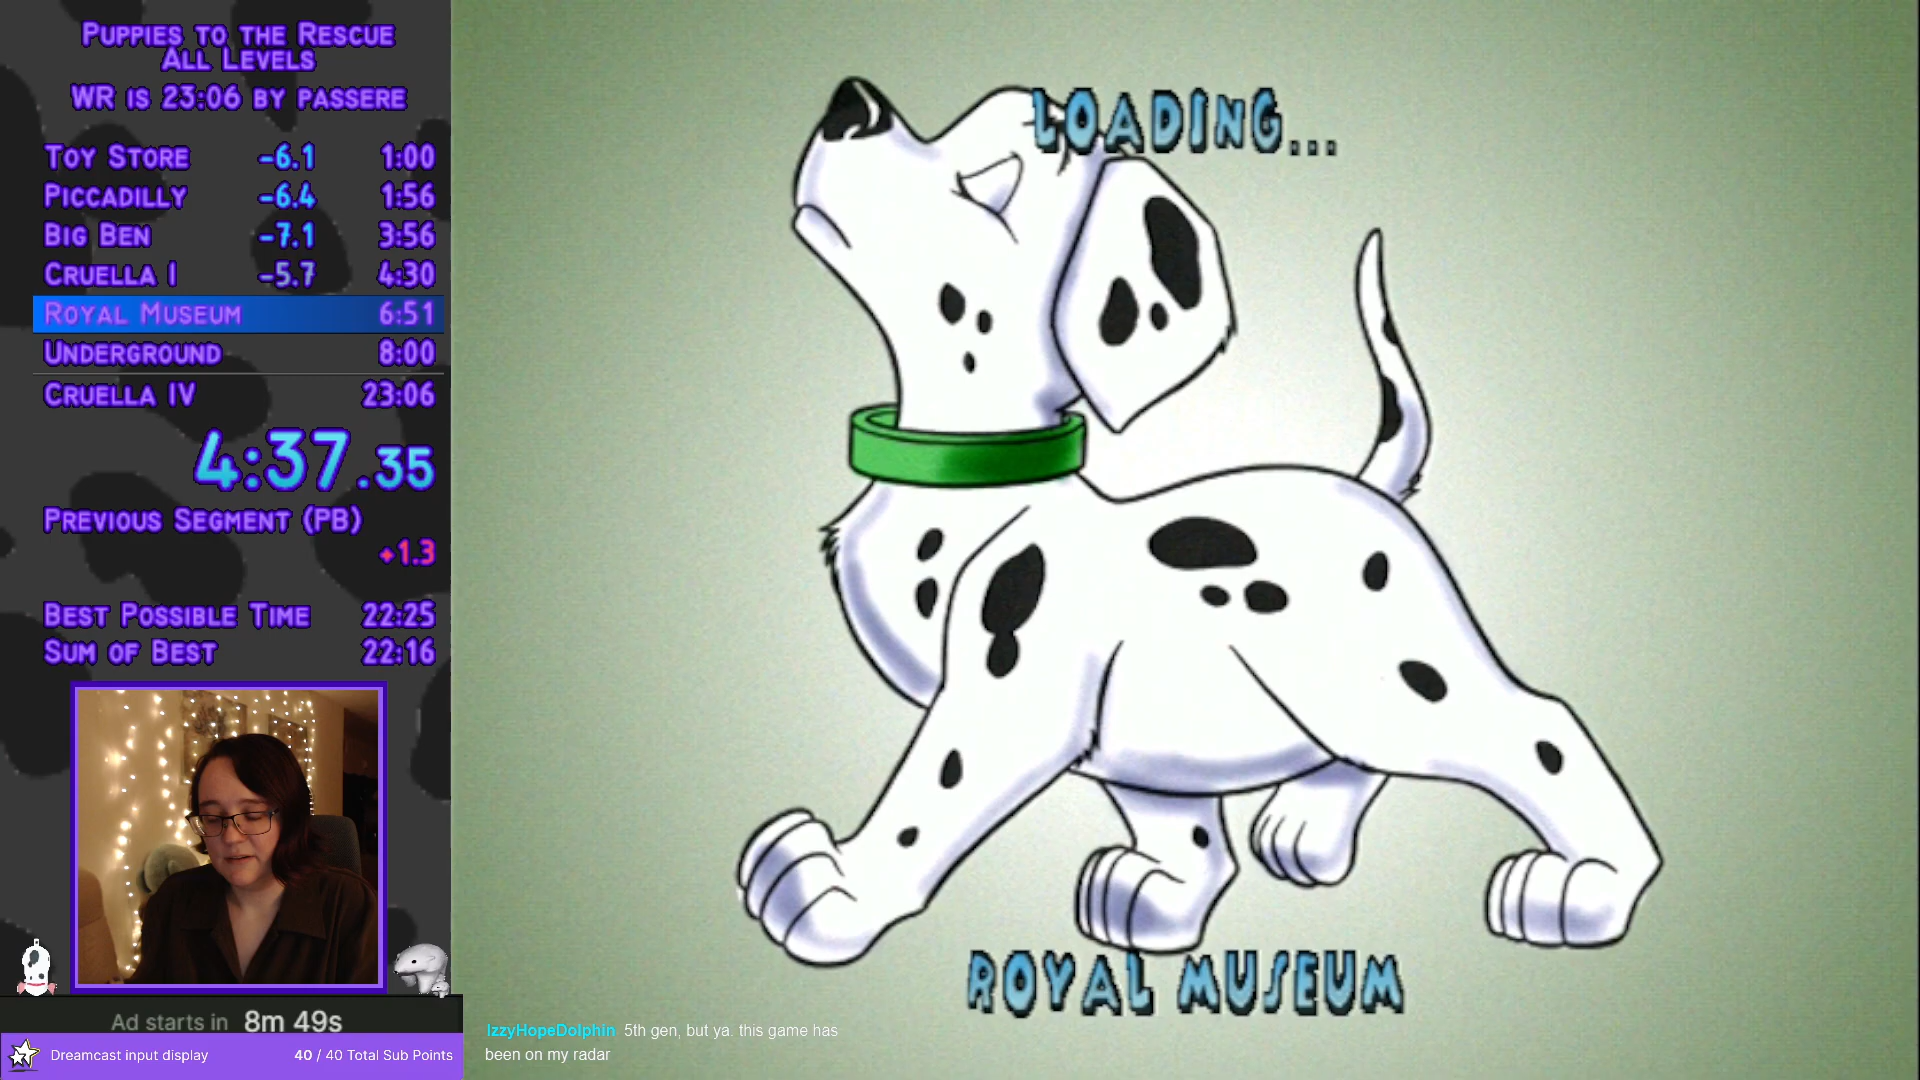 Puppies to the Rescue
All Levels
WR is 23:06 by passere
Toy Store -6.1 1:00
Piccadilly -6.4 1:56
Big Ben -7.1 3:56
Cruella I -5.7 4:30
Royal Museum 6:51
Underground 8:00
Cruella IV 23:06
4:37.35
Previous Segment (PB)
+1.3
Best Possible Time 22:25
Sum of Best 22:16
Ad starts in 8m 49s
Dreamcast input display 40 / 40 Total Sub Points
LOADING...
ROYAL MUSEUM
IzzyHopeDolphin 5th gen, but ya. this game has
been on my radar